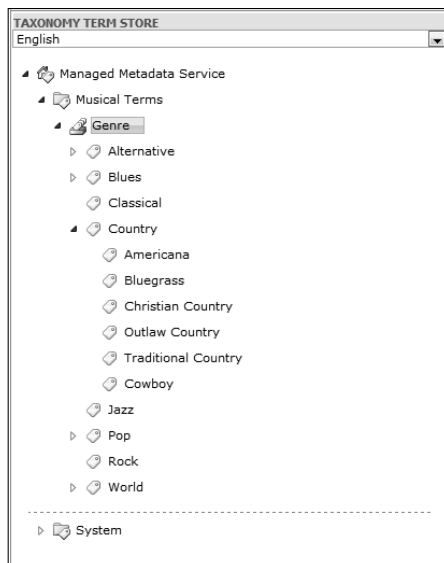 TAXONOMY TERM STORE
English
Managed Metadata Service
Musical Terms
Genre
Alternative
Blues
Classical
Country
Americana
Bluegrass
Christian Country
Outlaw Country
Traditional Country
Cowboy
Jazz
Pop
Rock
World
System